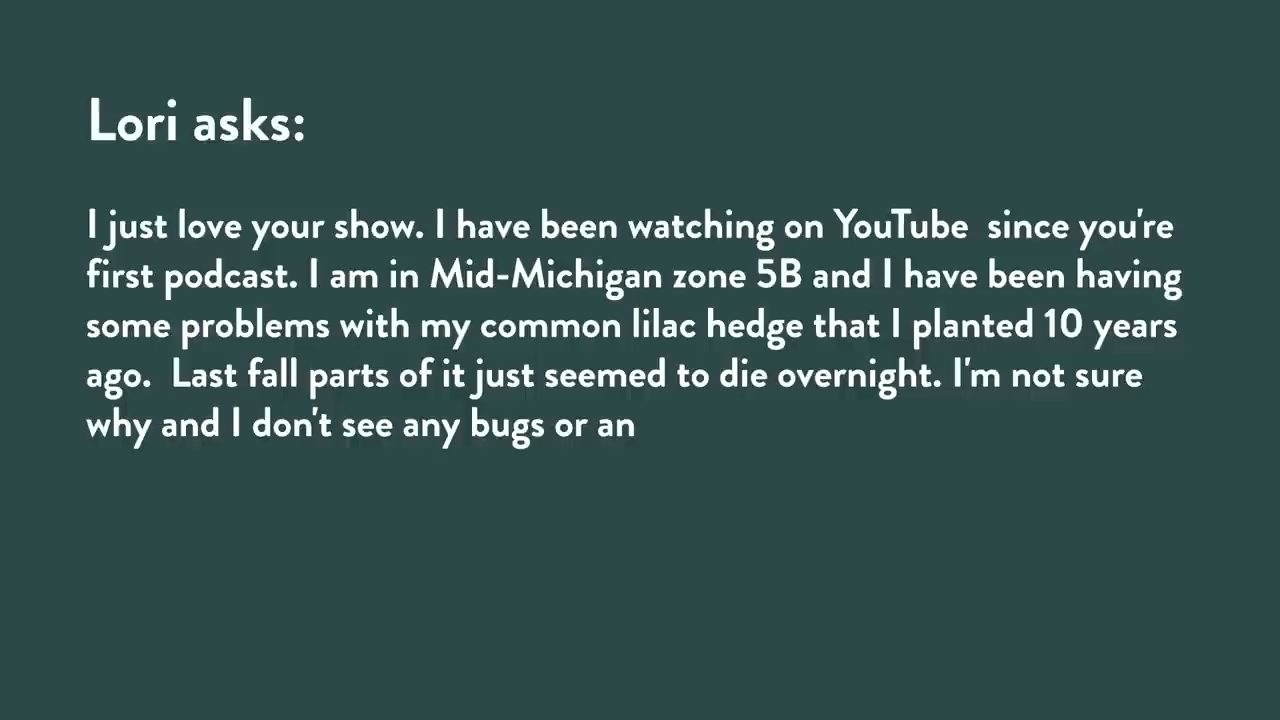 Lori asks:
I just love your show. I have been watching on YouTube  since you're
first podcast. I am in Mid-Michigan zone 5B and I have been having
some problems with my common lilac hedge that I planted 10 years
ago.  Last fall parts of it just seemed to die overnight. I'm not sure
why and I don't see any bugs or an